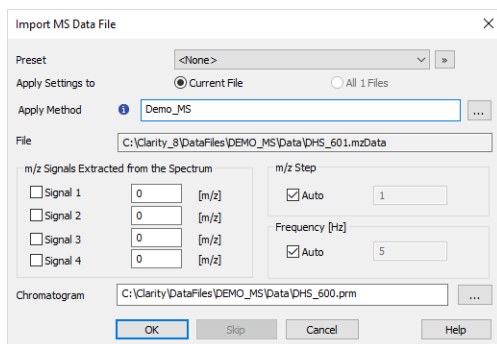 Import MS Data File
Preset <None> »
Apply Settings to Current File All 1 Files
Apply Method Demo_MS ...
File C:\Clarity_8\DataFiles\DEMO_MS\Data\DHS_601.mzData
m/z Signals Extracted from the Spectrum m/z Step
Signal 1 0 [m/z] Auto 1
Signal 2 0 [m/z]
Signal 3 0 [m/z] Frequency [Hz]
Signal 4 0 [m/z] Auto 5
Chromatogram C:\Clarity\DataFiles\DEMO_MS\Data\DHS_600.prm ...
OK Skip Cancel Help